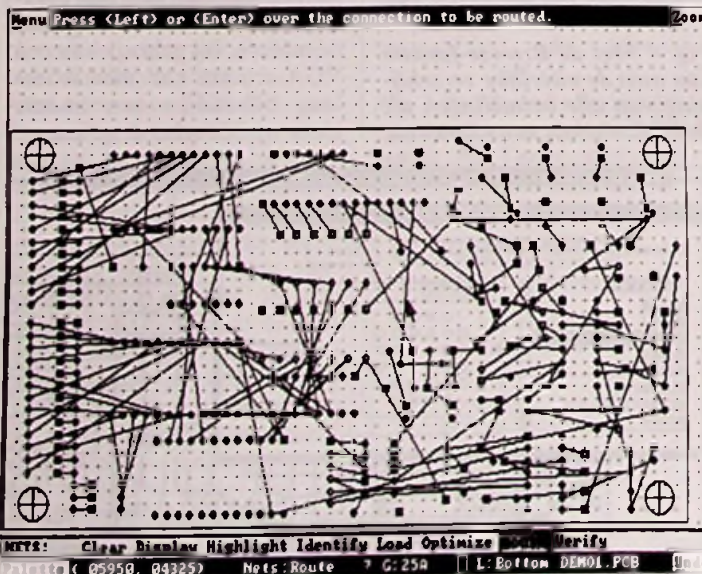 Menu Press <Left> or <Enter> over the connection to be routed. Zoom
NETS: Clear Display Highlight Identify Load Optimize Verify
( 05950, 04325) Nets:Route ? G:25A L:Bottom DEMO1.PCB